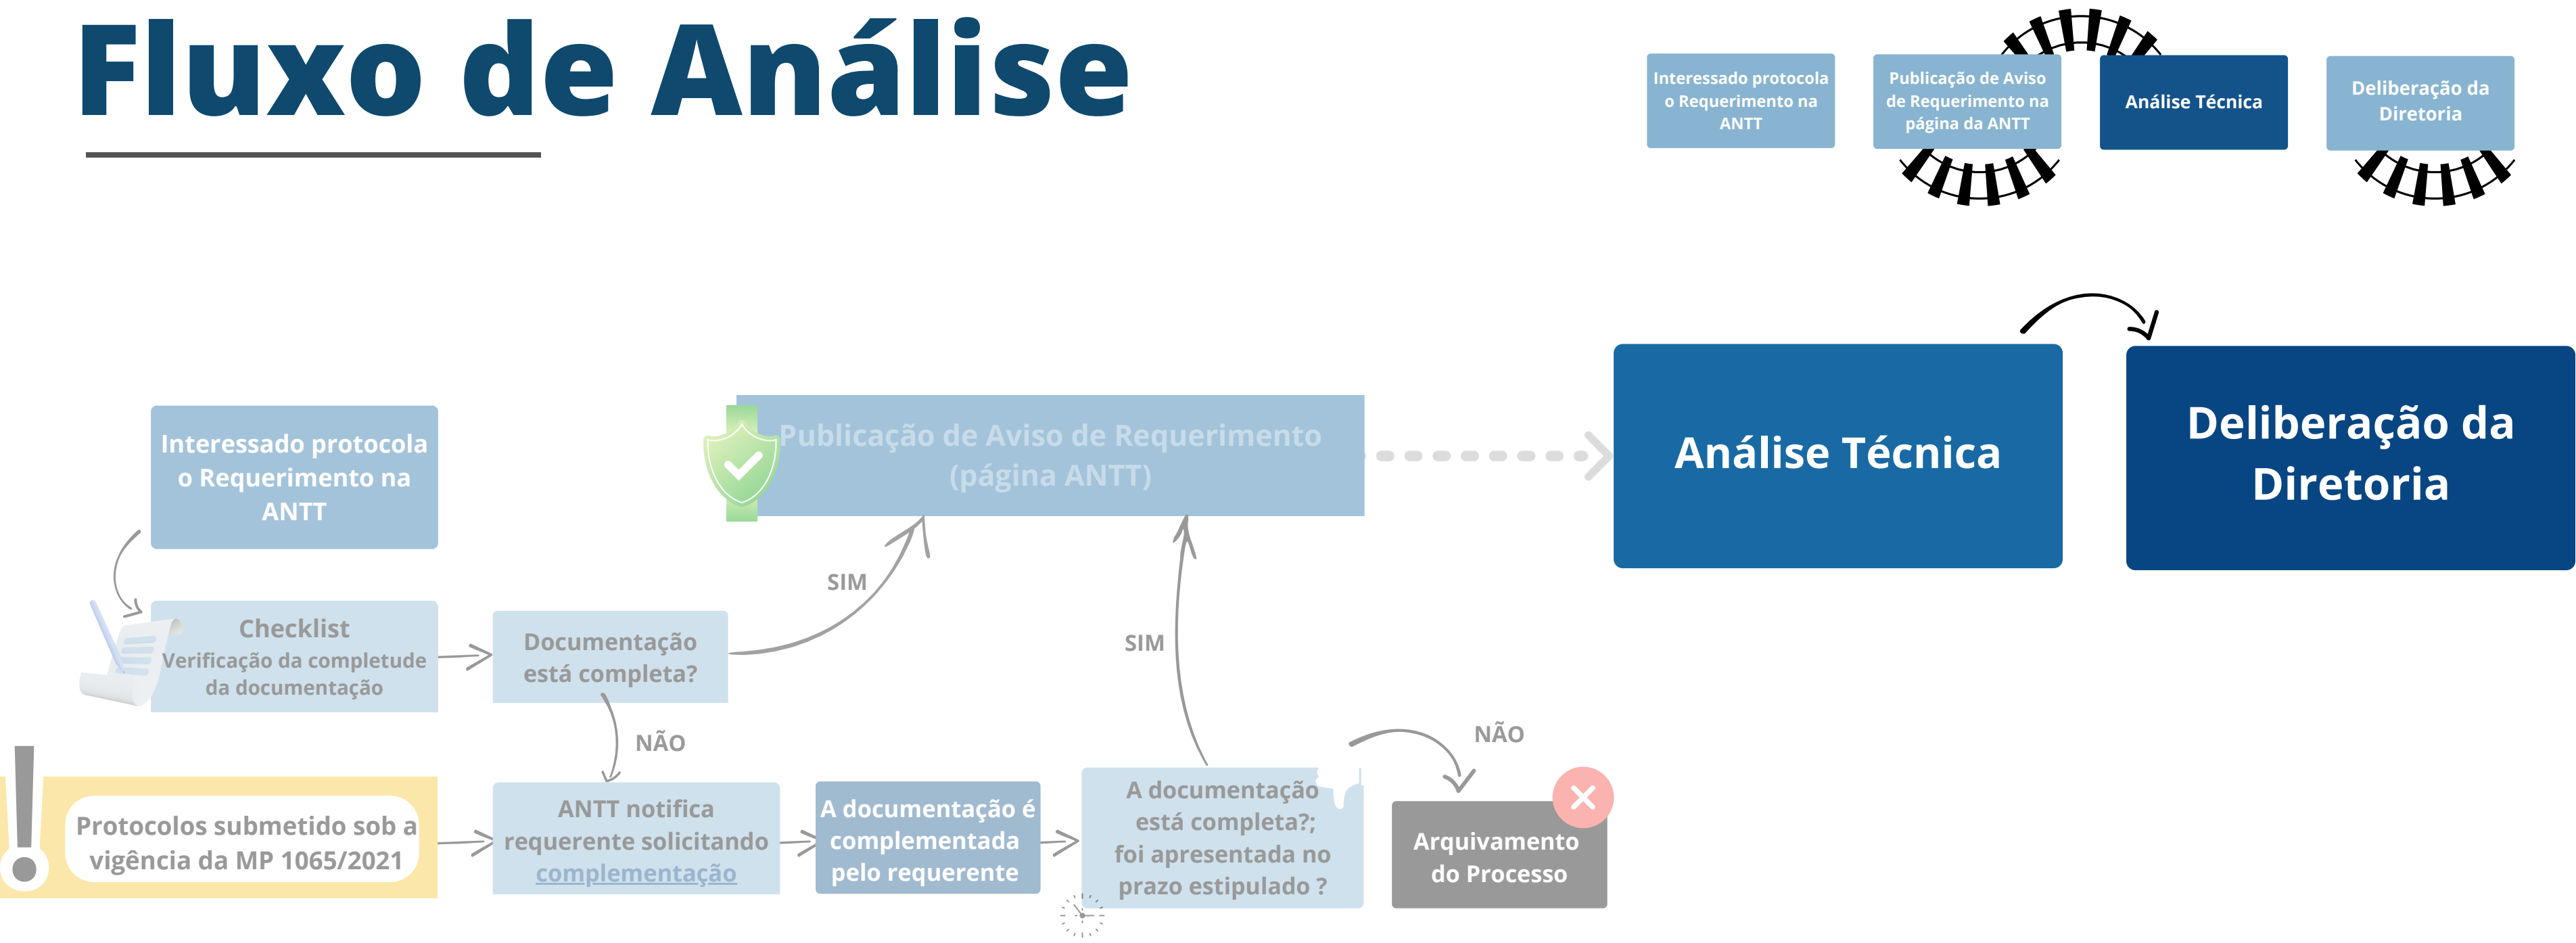 Fluxo de Análise
Interessado protocola
o Requerimento na
ANTT
Publicação de Aviso
de Requerimento na
página da ANTT
Análise Técnica
Deliberação da
Diretoria
Interessado protocola
o Requerimento na
ANTT
Publicação de Aviso de Requerimento
(página ANTT)
Análise Técnica
Deliberação da
Diretoria
SIM
Checklist
Verificação da completude
da documentação
Documentação
está completa?
SIM
NÃO
NÃO
Protocolos submetido sob a
vigência da MP 1065/2021
ANTT notifica
requerente solicitando
complementação
A documentação é
complementada
pelo requerente
A documentação
está completa?;
foi apresentada no
prazo estipulado ?
Arquivamento
do Processo